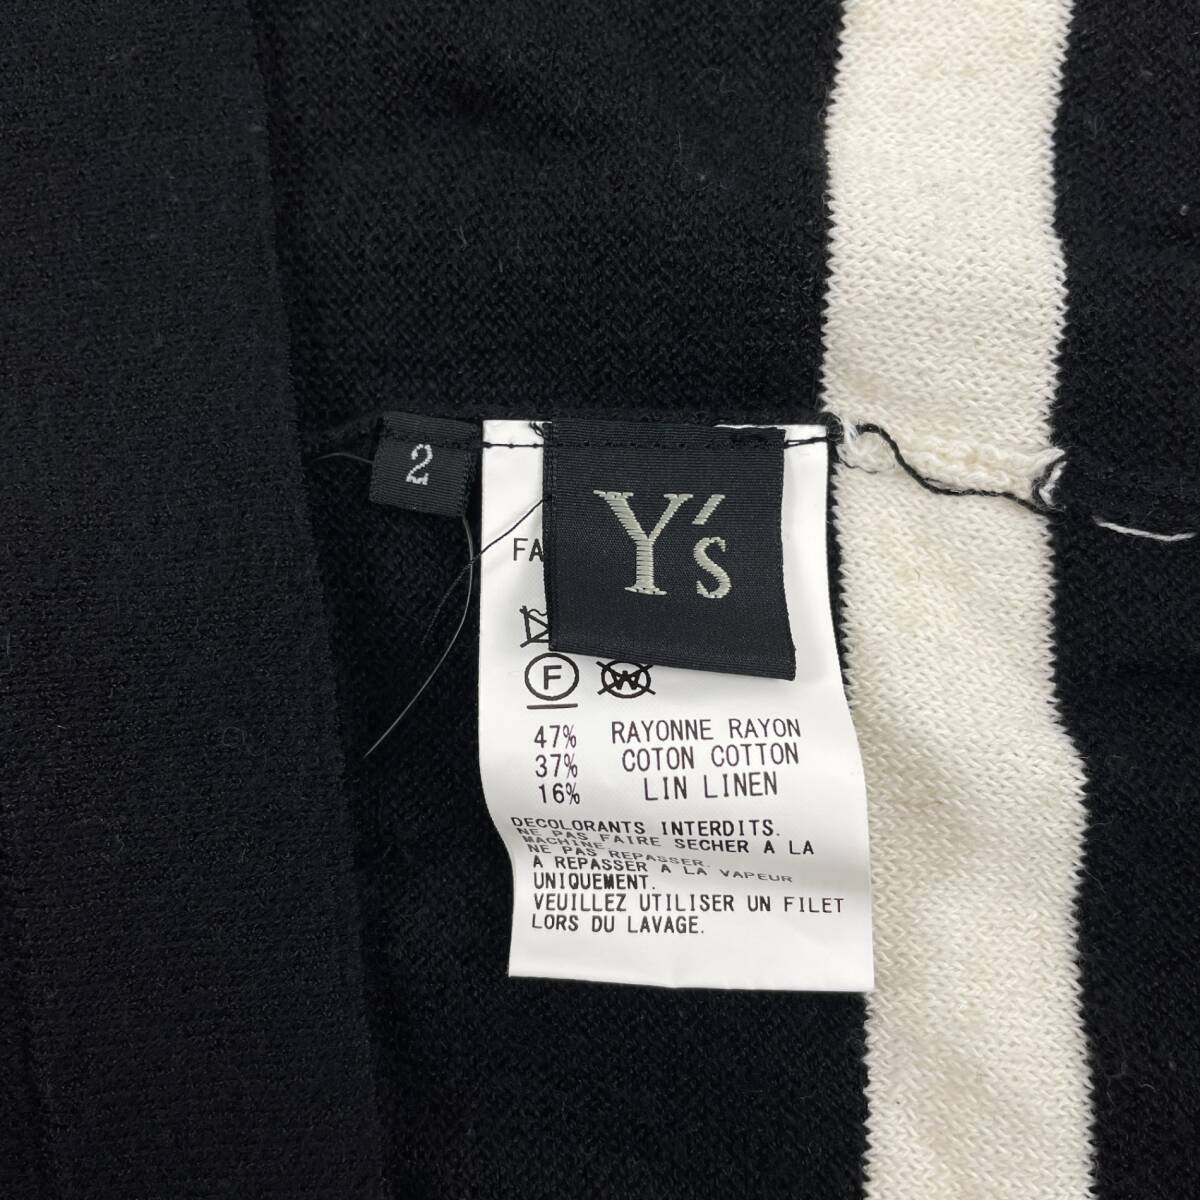 2
Y's
FA
F W
47% RAYONNE RAYON
37% COTON COTTON
16% LIN LINEN
DECOLORANTS INTERDITS.
NE PAS FAIRE SECHER A LA
MACHINE.
NE PAS REPASSER.
A REPASSER A LA VAPEUR
UNIQUEMENT.
VEUILLEZ UTILISER UN FILET
LORS DU LAVAGE.